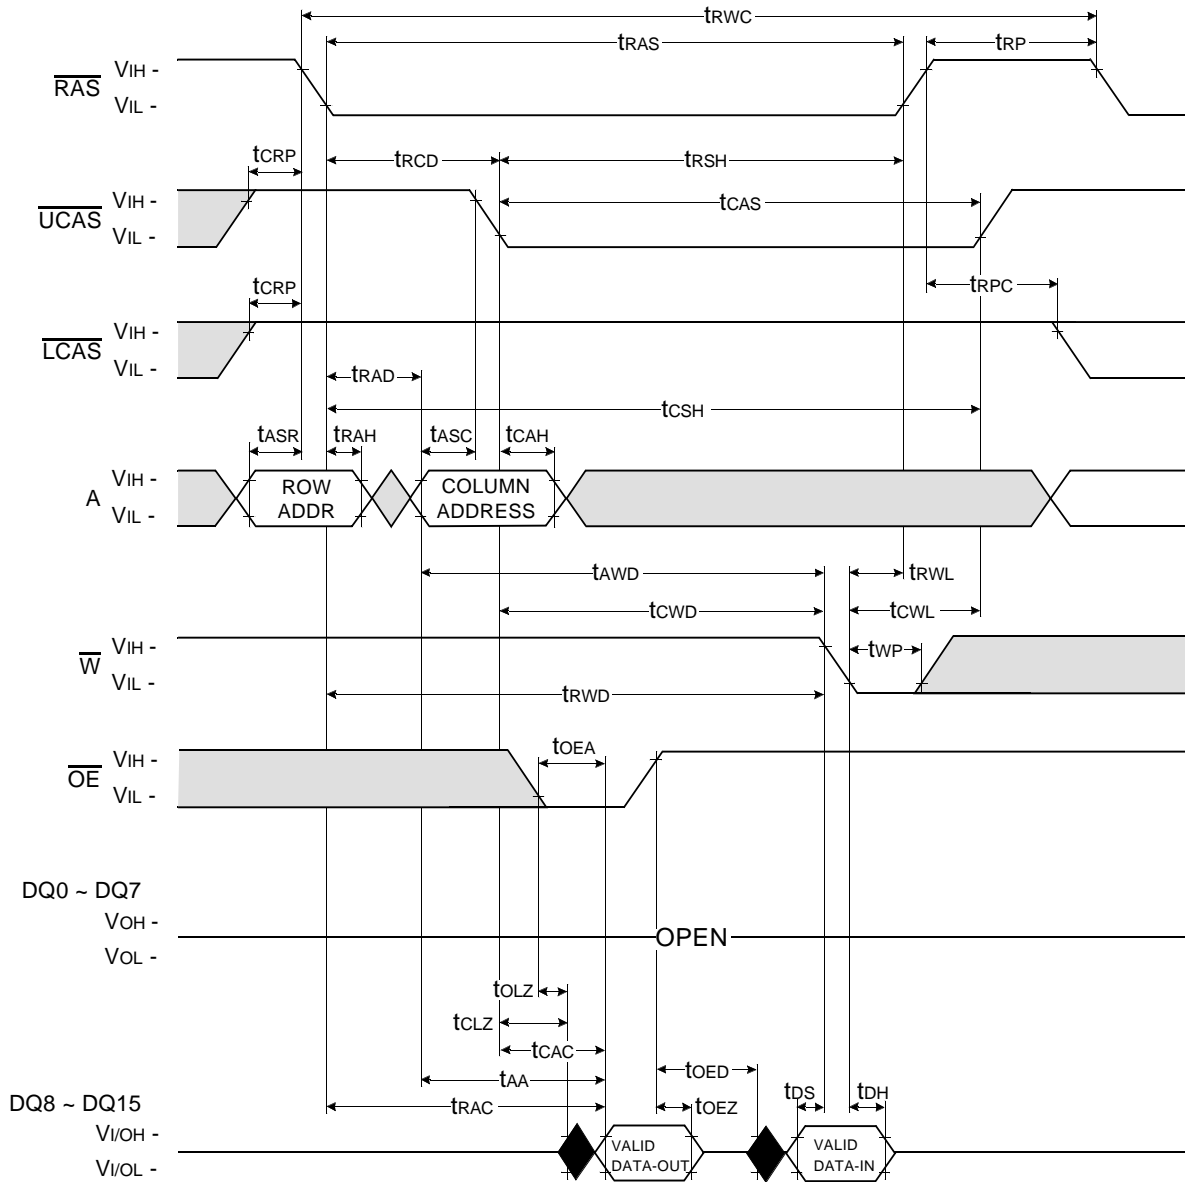 tRWC
tRAS
tRP
RAS
VIH -
VIL -
tCRP
tRCD
tRSH
UCAS
VIH -
VIL -
tCAS
tCRP
tRPC
LCAS
VIH -
VIL -
tRAD
tCSH
tASR
tRAH
tASC
tCAH
A
VIH -
VIL -
ROW
ADDR
COLUMN
ADDRESS
tAWD
tRWL
tCWD
tCWL
W
VIH -
VIL -
tWP
tRWD
OE
VIH -
VIL -
tOEA
DQ0 ~ DQ7
VOH -
VOL -
OPEN
tOLZ
tCLZ
tCAC
tOED
tAA
tDS
tDH
DQ8 ~ DQ15
tRAC
tOEZ
VI/OH -
VI/OL -
VALID
DATA-OUT
VALID
DATA-IN